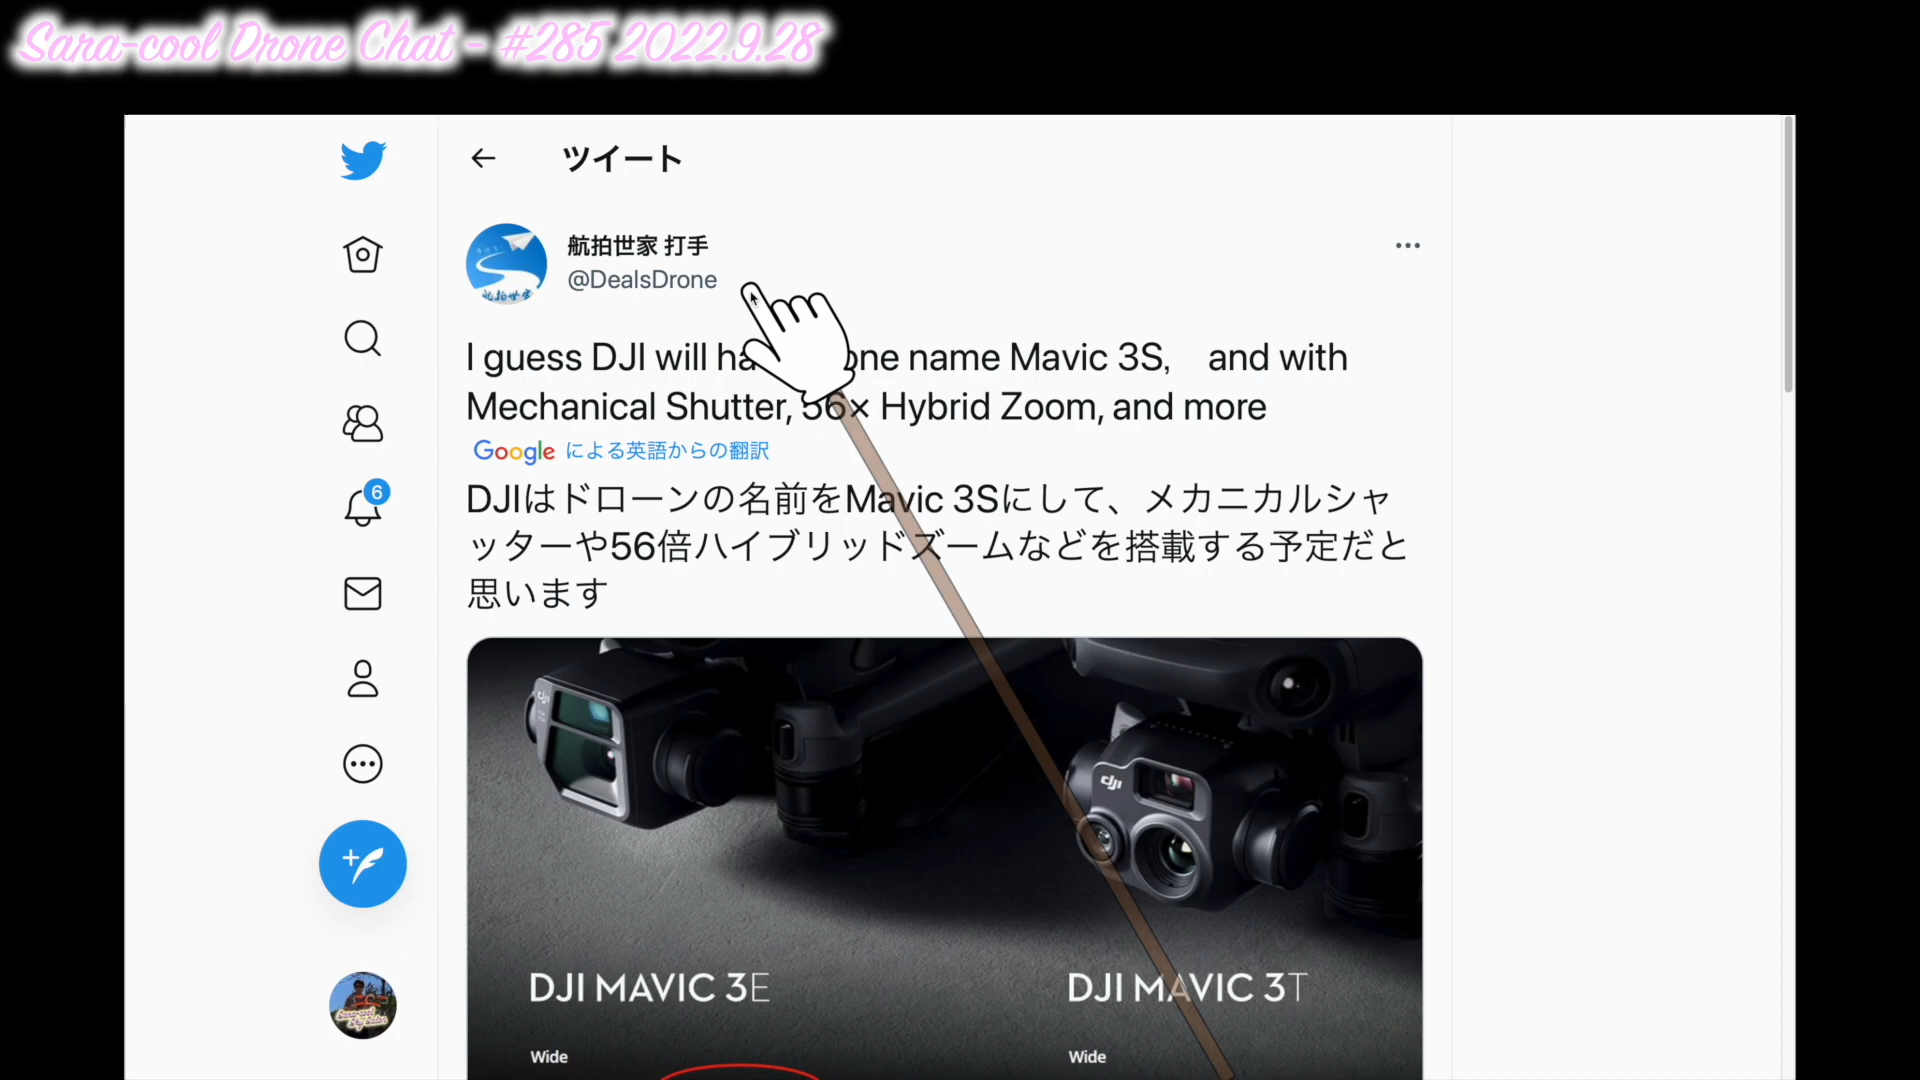 Sara-cool Drone Chat - #285 2022.9.28
ツイート
航拍世家 打手
@DealsDrone
I guess DJI will one name Mavic 3S, and with
Mechanical Shutter, 56× Hybrid Zoom, and more
Google による英語からの翻訳
DJIはドローンの名前をMavic 3Sにして、メカニカルシャ
ッターや56倍ハイブリッドズームなどを搭載する予定だと
思います
6
dji
DJI MAVIC 3E
DJI MAVIC 3T
Wide
Wide